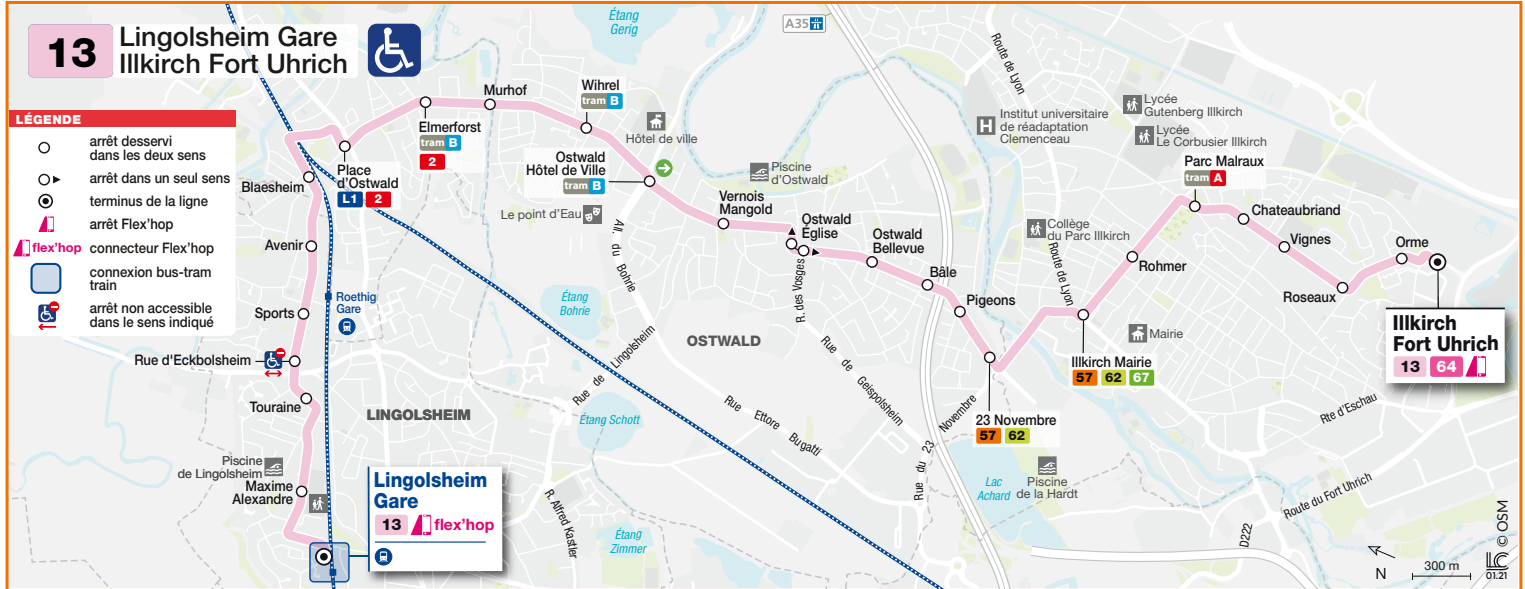 13
Lingolsheim Gare
Illkirch Fort Uhrich
LÉGENDE
arrêt desservi
dans les deux sens
arrêt dans un seul sens
terminus de la ligne
arrêt Flex'hop
flex'hop connecteur Flex'hop
connexion bus-tram
train
arrêt non accessible
dans le sens indiqué
Étang
Gerig
A35
Blaesheim
Avenir
Sports
Rue d'Eckbolsheim
Touraine
Piscine
de Lingolsheim
Maxime
Alexandre
Roethig
Gare
LINGOLSHEIM
Lingolsheim
Gare
13 flex'hop
Place
d'Ostwald
L1 2
Elmerforst
tram B
2
Murhof
Wihrel
tram B
Hôtel de ville
Ostwald
Hôtel de Ville
tram B
Le point d'Eau
All. du Bohrie
Étang
Bohrie
Rue de Lingolsheim
Étang Schott
R. Alfred Kastler
Étang
Zimmer
Rue Ettore Bugatti
OSTWALD
Vernois
Mangold
Piscine
d'Ostwald
Ostwald
Église
R. des Vosges
Rue de Geispolsheim
Ostwald
Bellevue
Bâle
Pigeons
Rue du 23 Novembre
23 Novembre
57 62
Lac
Achard
Piscine
de la Hardt
Route de Lyon
H
Institut universitaire
de réadaptation
Clemenceau
Lycée
Gutenberg Illkirch
Lycée
Le Corbusier Illkirch
Parc Malraux
tram A
Collège
du Parc Illkirch
Route de Lyon
Rohmer
Mairie
Illkirch Mairie
57 62 67
Chateaubriand
Vignes
Roseaux
Orme
Illkirch
Fort Uhrich
13 64
Rte d'Eschau
Route du Fort Uhrich
D222
N
300 m
© OSM
LC
01.21